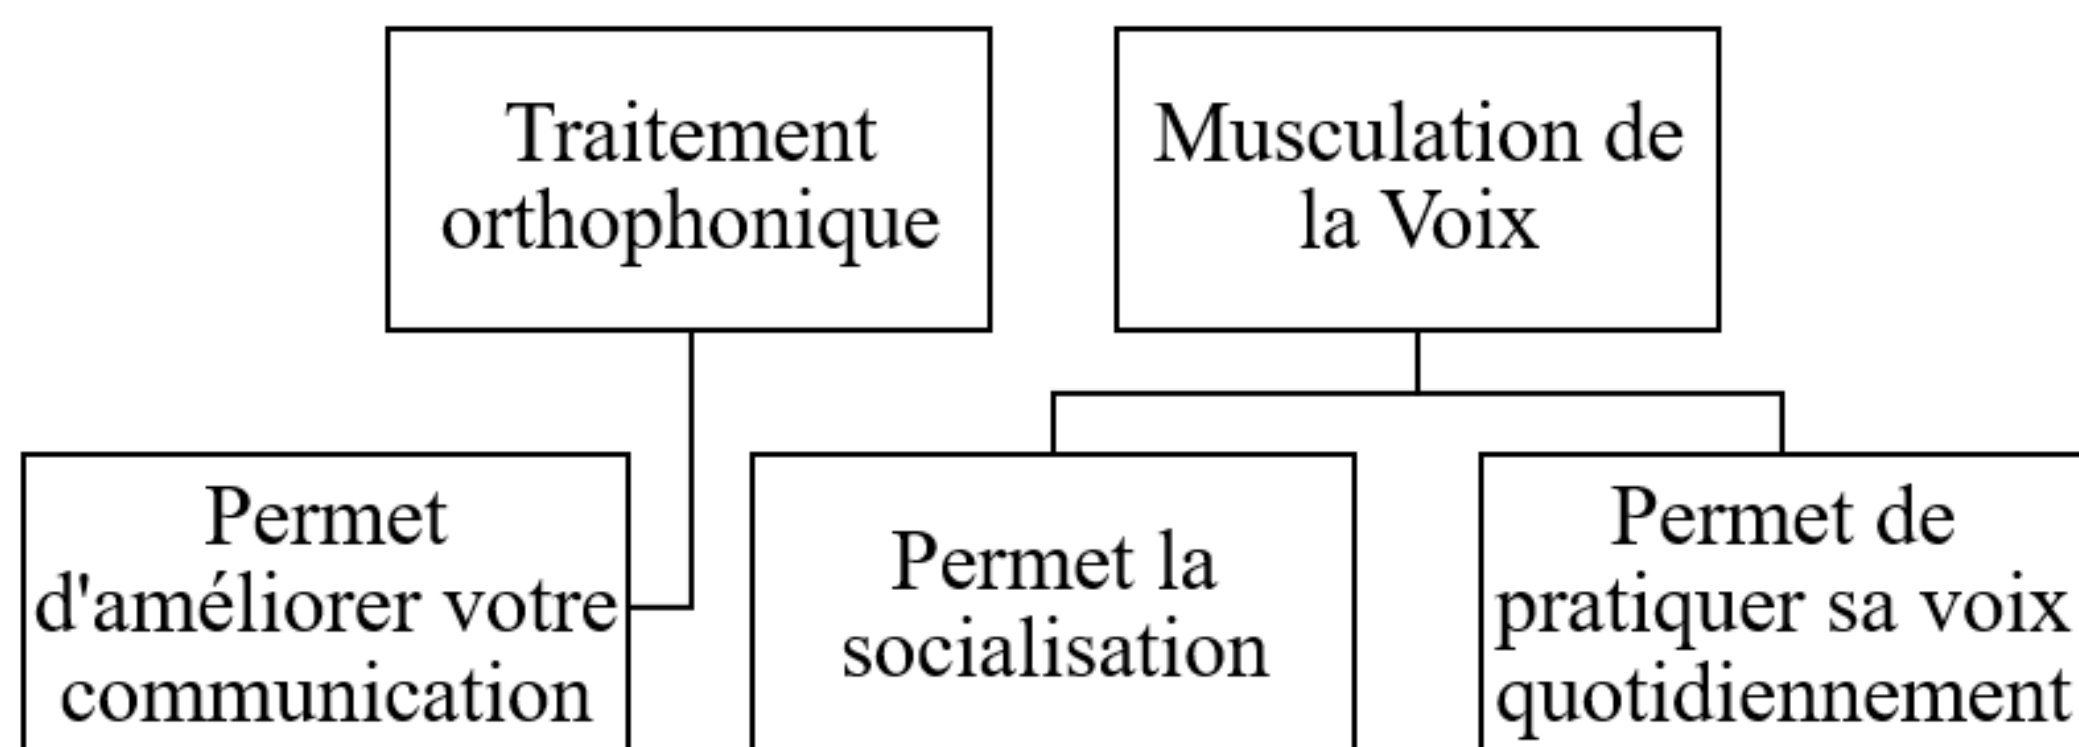 Traitement
orthophonique
Musculation de
la Voix
Permet
d'améliorer votre
communication
Permet la
socialisation
Permet de
pratiquer sa voix
quotidiennement